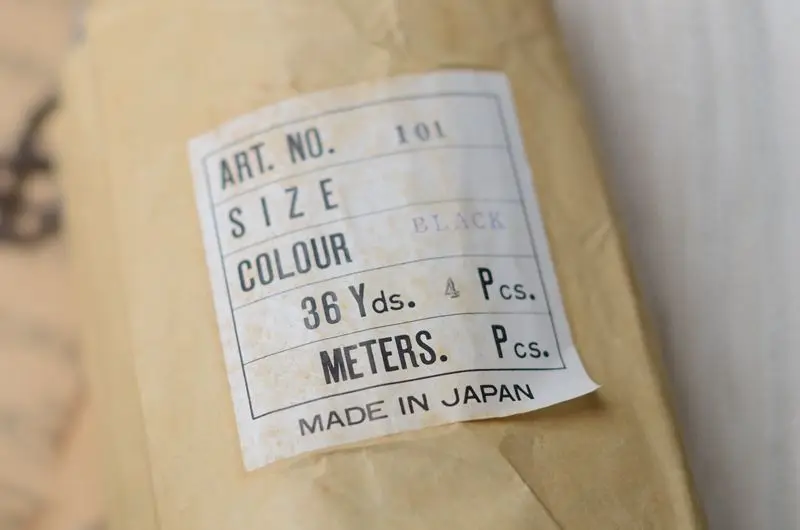 ART. NO. 101
SIZE
COLOUR BLACK
36 Yds. 4 Pcs.
METERS. Pcs.
MADE IN JAPAN